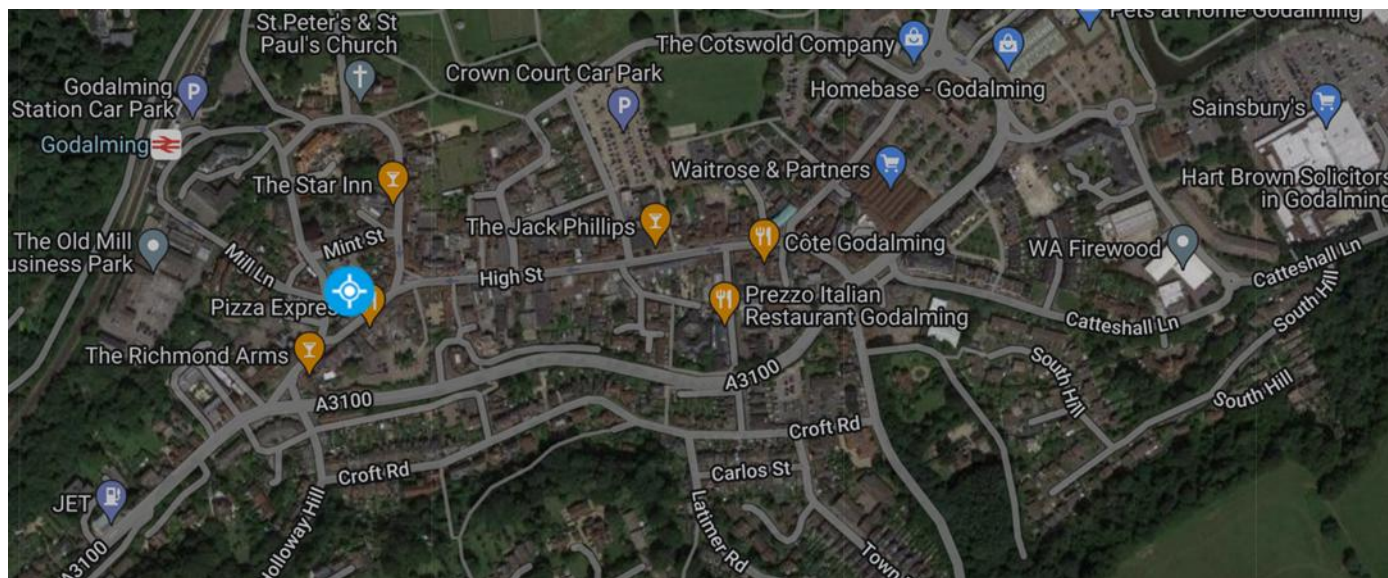 Pets at Home Godalming
St Peter's & St
Paul's Church
The Cotswold Company
Crown Court Car Park
Godalming
Station Car Park
P
P
Homebase - Godalming
Sainsbury's
Godalming
Waitrose & Partners
The Star Inn
Hart Brown Solicitors
in Godalming
Mint St
The Jack Phillips
Côte Godalming
WA Firewood
The Old Mill
usiness Park
Mill Ln
High St
Catteshall Ln
South Hill
Pizza Expre
Prezzo Italian
Restaurant Godalming
Catteshall Ln
The Richmond Arms
A3100
A3100
South Hill
South Hill
Croft Rd
Croft Rd
Carlos St
JET
Holloway Hill
Latimer Rd
Town
A3100